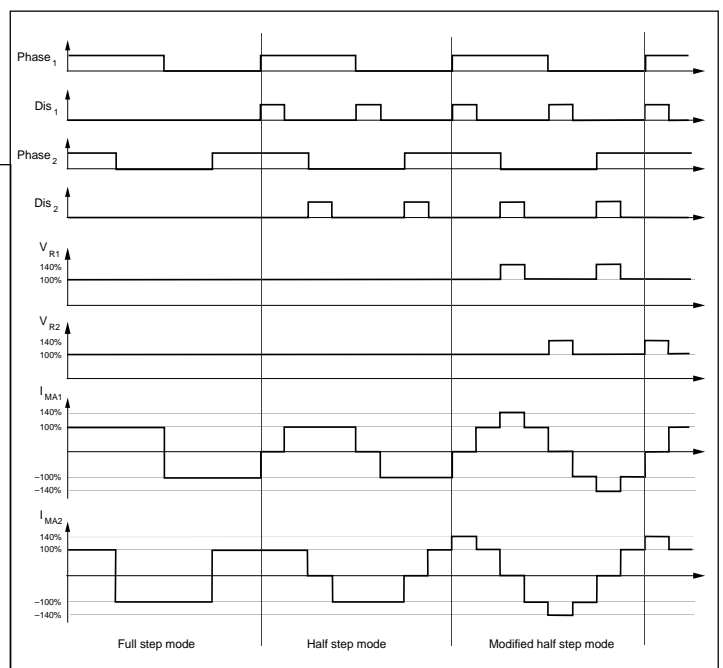 Phase 1
Dis 1
Phase 2
Dis 2
V R1
140%
100%
V R2
140%
100%
I MA1
140%
100%
–100%
–140%
I MA2
140%
100%
–100%
–140%
Full step mode Half step mode Modified half step mode